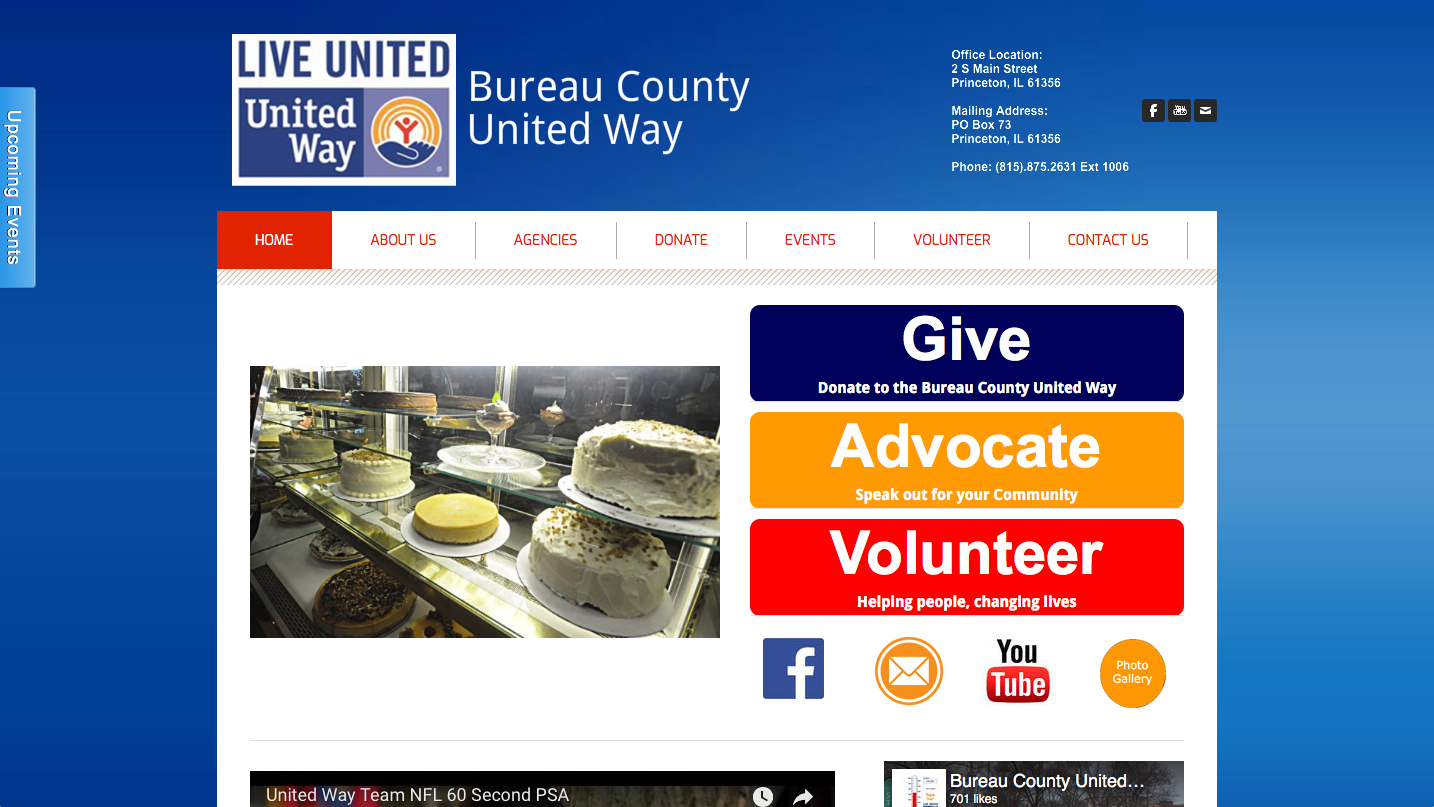 LIVE UNITED
United
Way
Bureau County
United Way
Office Location:
2 S Main Street
Princeton, IL 61356
Mailing Address:
PO Box 73
Princeton, IL 61356
Phone: (815).875.2631 Ext 1006
Upcoming Events
HOME
ABOUT US
AGENCIES
DONATE
EVENTS
VOLUNTEER
CONTACT US
Give
Donate to the Bureau County United Way
Advocate
Speak out for your Community
Volunteer
Helping people, changing lives
You
Tube
Photo
Gallery
United Way Team NFL 60 Second PSA
Bureau County United…
701 likes